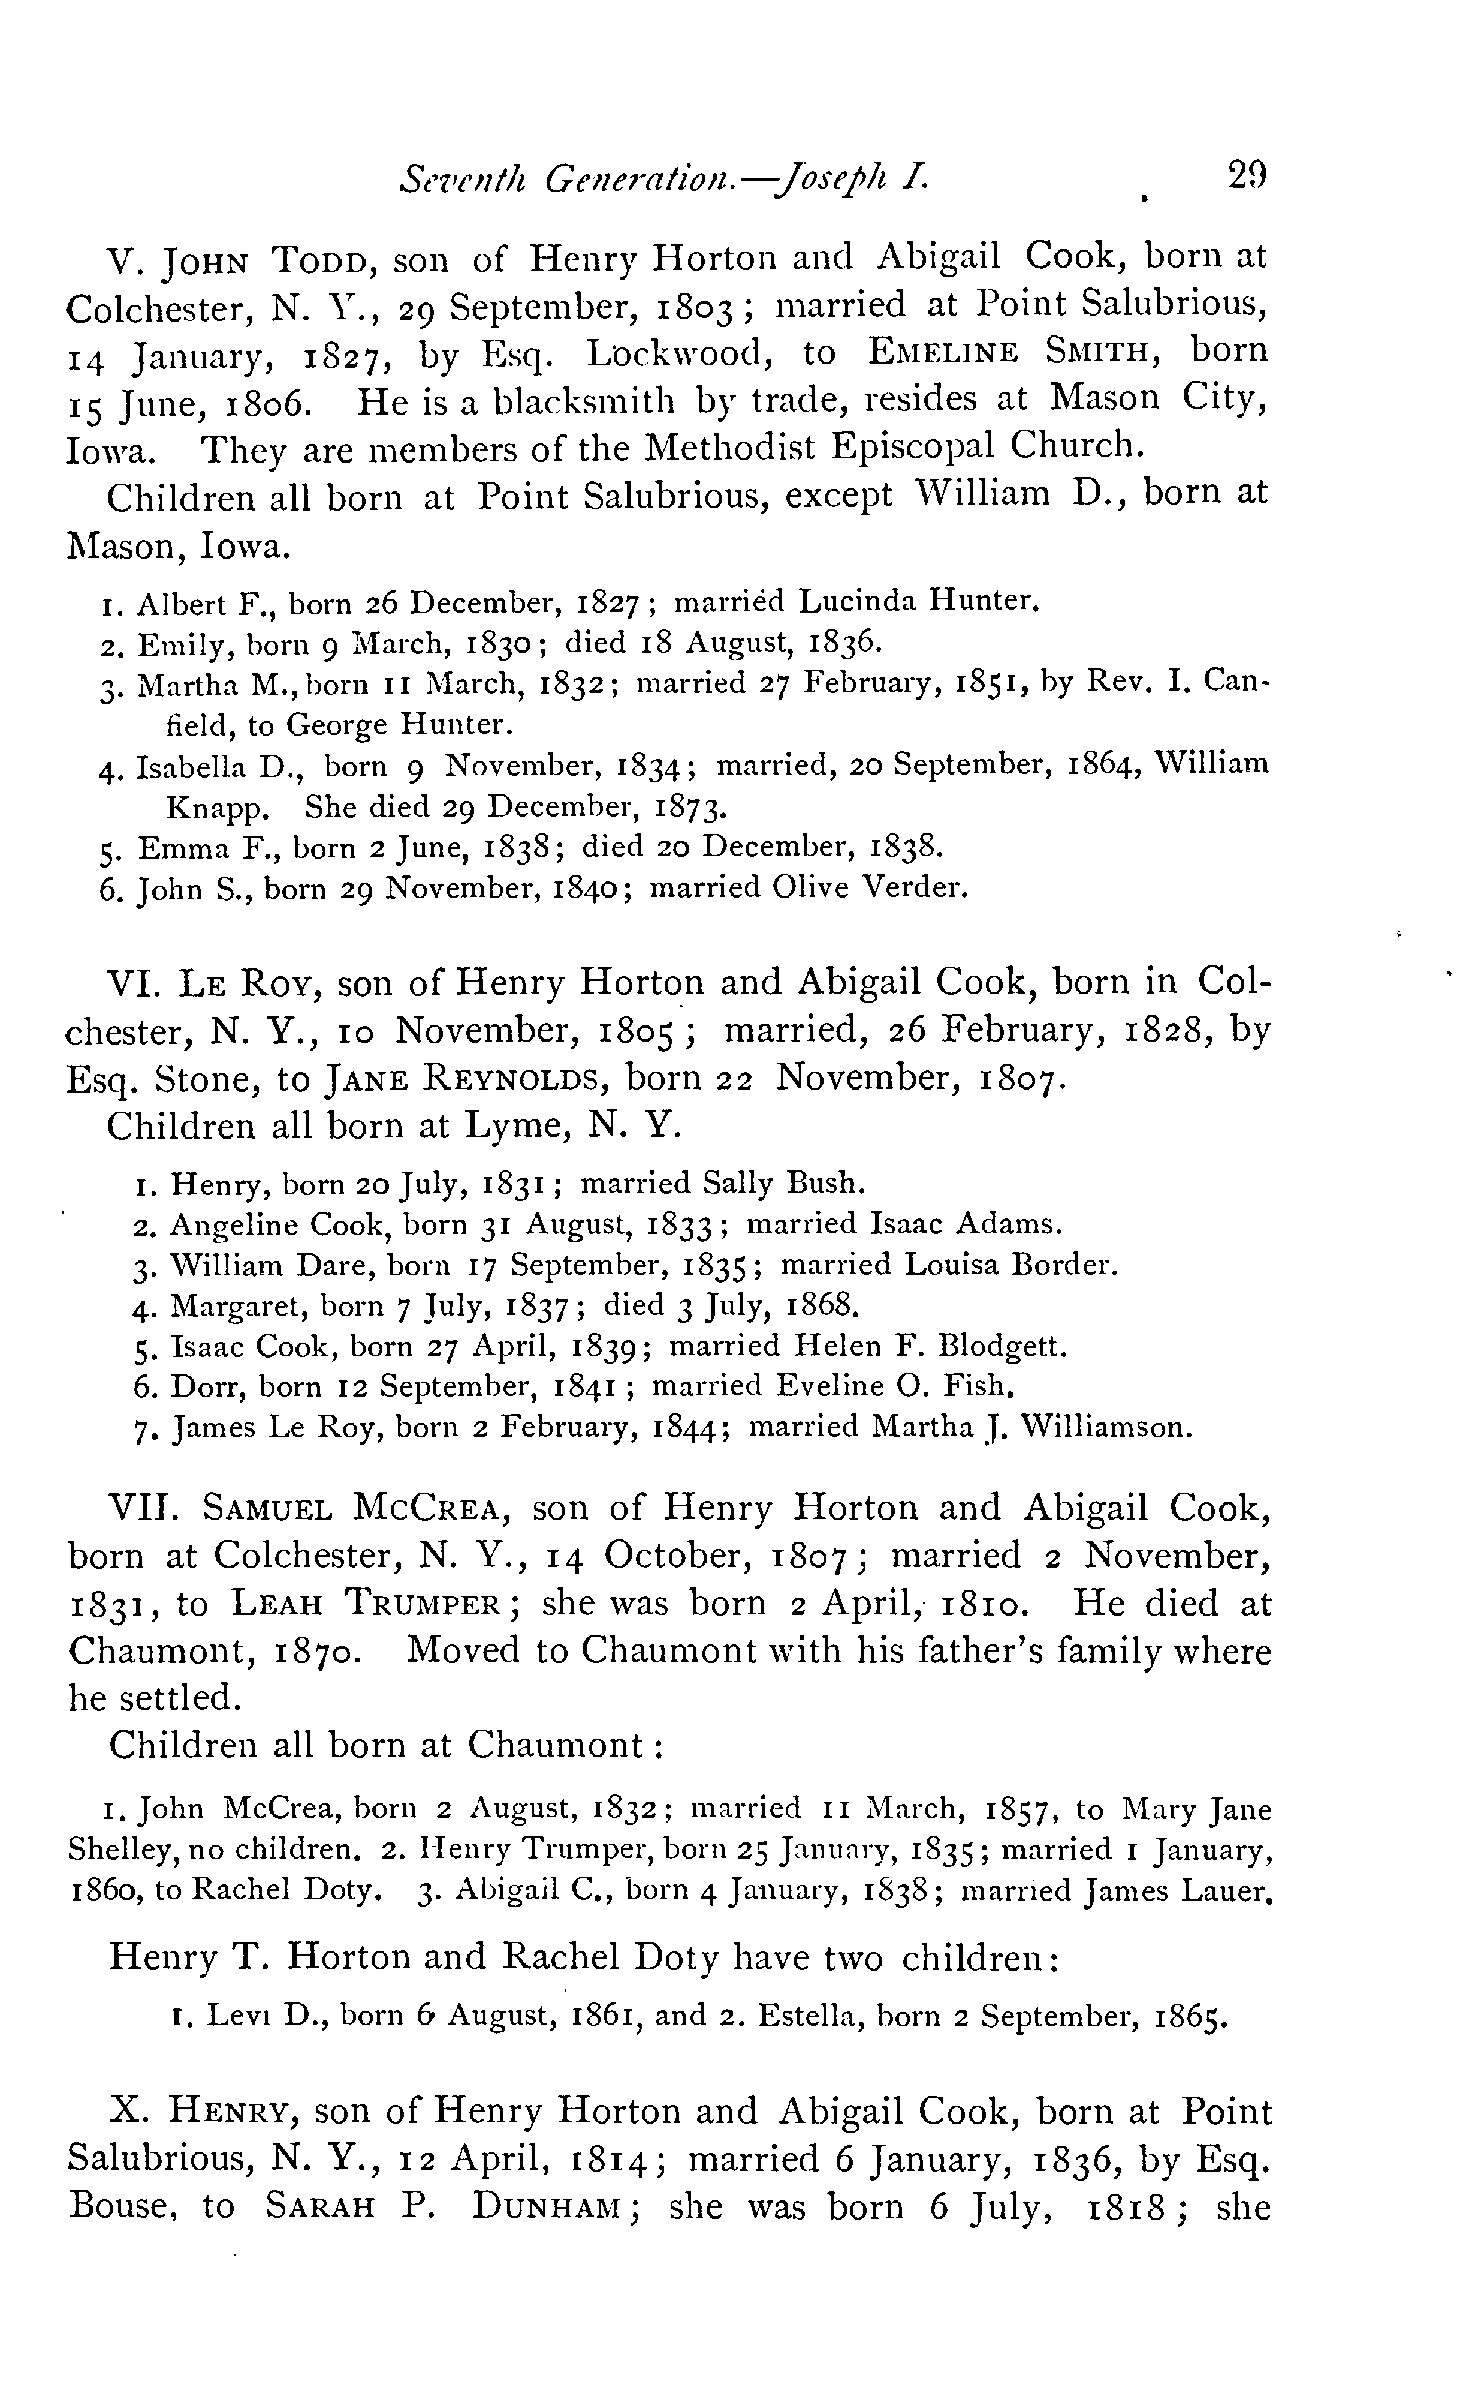 Seventh Generation.—Joseph I. 29
V. John Todd, son of Henry Horton and Abigail Cook, born at
Colchester, N. Y., 29 September, 1803; married at Point Salubrious,
14 January, 1827, by Esq. Lockwood, to Emeline Smith, born
15 June, 1806. He is a blacksmith by trade, resides at Mason City,
Iowa. They are members of the Methodist Episcopal Church.
Children all born at Point Salubrious, except William D., born at
Mason, Iowa.
1. Albert F., born 26 December, 1827; married Lucinda Hunter.
2. Emily, born 9 March, 1830; died 18 August, 1836.
3. Martha M., born 11 March, 1832; married 27 February, 1851, by Rev. I. Can-
field, to George Hunter.
4. Isabella D., born 9 November, 1834; married, 20 September, 1864, William
Knapp. She died 29 December, 1873.
5. Emma F., born 2 June, 1838; died 20 December, 1838.
6. John S., born 29 November, 1840; married Olive Verder.
VI. Le Roy, son of Henry Horton and Abigail Cook, born in Col-
chester, N. Y., 10 November, 1805; married, 26 February, 1828, by
Esq. Stone, to Jane Reynolds, born 22 November, 1807.
Children all born at Lyme, N. Y.
1. Henry, born 20 July, 1831; married Sally Bush.
2. Angeline Cook, born 31 August, 1833; married Isaac Adams.
3. William Dare, born 17 September, 1835; married Louisa Border.
4. Margaret, born 7 July, 1837; died 3 July, 1868.
5. Isaac Cook, born 27 April, 1839; married Helen F. Blodgett.
6. Dorr, born 12 September, 1841; married Eveline O. Fish.
7. James Le Roy, born 2 February, 1844; married Martha J. Williamson.
VII. Samuel McCrea, son of Henry Horton and Abigail Cook,
born at Colchester, N. Y., 14 October, 1807; married 2 November,
1831, to Leah Trumper; she was born 2 April, 1810. He died at
Chaumont, 1870. Moved to Chaumont with his father's family where
he settled.
Children all born at Chaumont:
1. John McCrea, born 2 August, 1832; married 11 March, 1857, to Mary Jane
Shelley, no children. 2. Henry Trumper, born 25 January, 1835; married 1 January,
1860, to Rachel Doty. 3. Abigail C., born 4 January, 1838; married James Lauer.
Henry T. Horton and Rachel Doty have two children:
1. Levi D., born 6 August, 1861, and 2. Estella, born 2 September, 1865.
X. Henry, son of Henry Horton and Abigail Cook, born at Point
Salubrious, N. Y., 12 April, 1814; married 6 January, 1836, by Esq.
Bouse, to Sarah P. Dunham; she was born 6 July, 1818; she